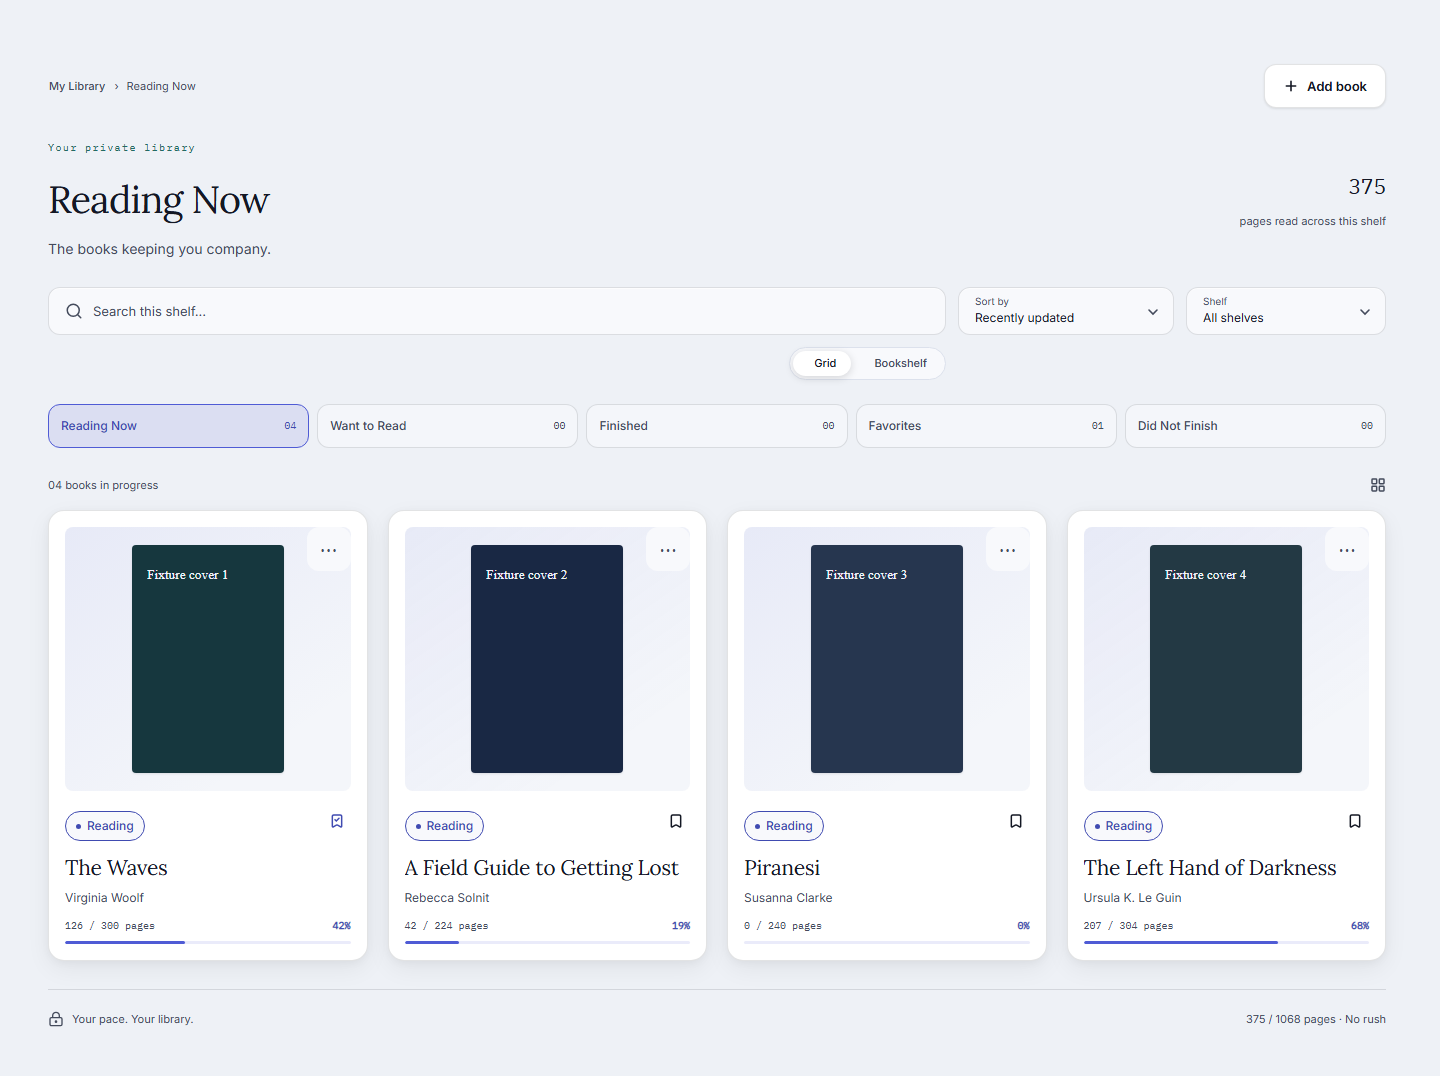 My Library › Reading Now
Add book
Your private library
Reading Now
375
pages read across this shelf
The books keeping you company.
Search this shelf...
Sort by
Recently updated
Shelf
All shelves
Grid
Bookshelf
Reading Now 04
Want to Read 00
Finished 00
Favorites 01
Did Not Finish 00
04 books in progress
Fixture cover 1
Reading
The Waves
Virginia Woolf
126 / 300 pages 42%
Fixture cover 2
Reading
A Field Guide to Getting Lost
Rebecca Solnit
42 / 224 pages 19%
Fixture cover 3
Reading
Piranesi
Susanna Clarke
0 / 240 pages 0%
Fixture cover 4
Reading
The Left Hand of Darkness
Ursula K. Le Guin
207 / 304 pages 68%
Your pace. Your library.
375 / 1068 pages · No rush